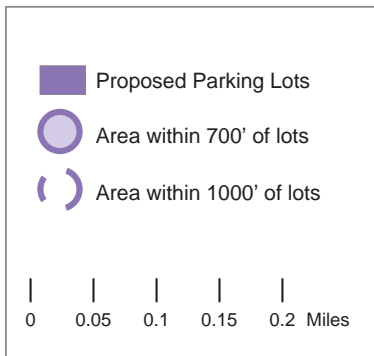 Proposed Parking Lots
Area within 700' of lots
Area within 1000' of lots
0 0.05 0.1 0.15 0.2 Miles